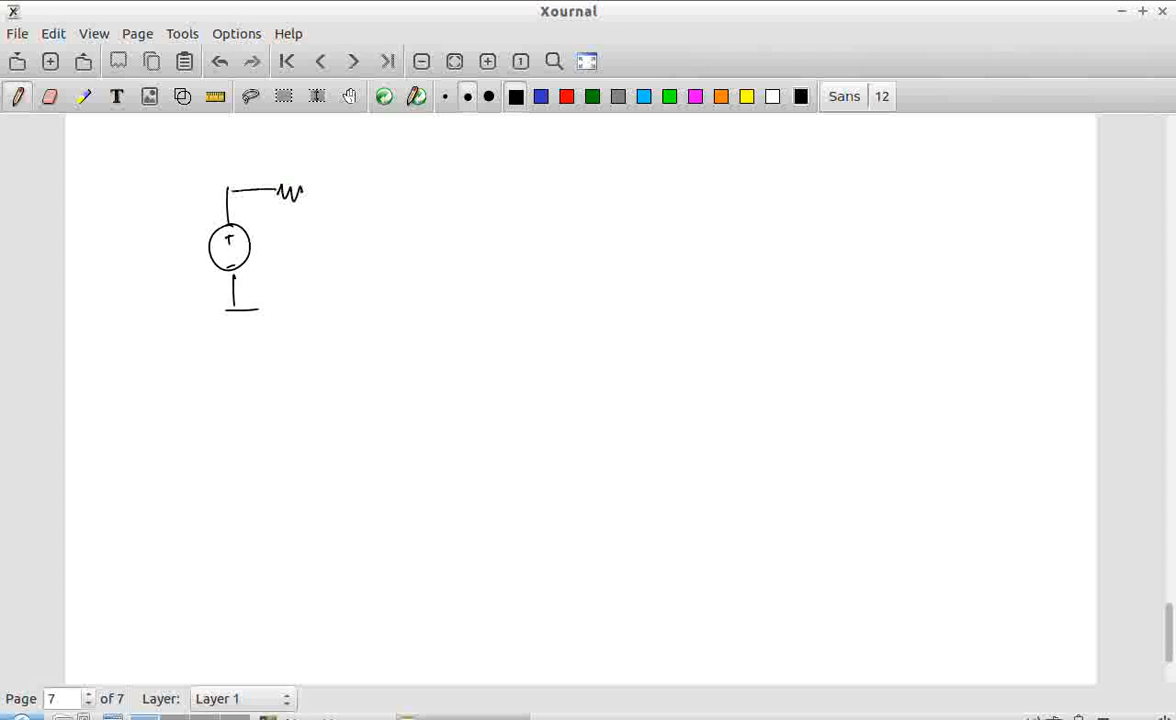 Xournal
File Edit View Page Tools Options Help
Sans 12
+
−
Page 7 of 7 Layer: Layer 1